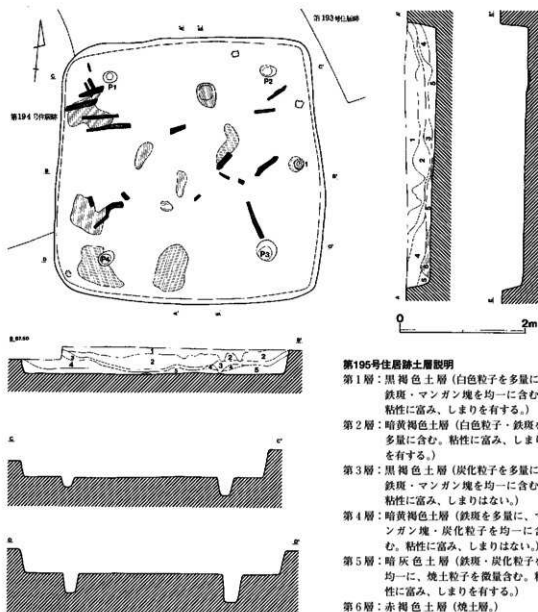 第193号住居跡
第194号住居跡
P1
P2
P3
P4
1
0
2m
第195号住居跡土層説明
第1層：黒褐色土層（白色粒子を多量に
鉄斑・マンガン塊を均一に含む
粘性に富み、しまりを有する。）
第2層：暗黄褐色土層（白色粒子・鉄斑を
多量に含む。粘性に富み、しまり
を有する。）
第3層：黒褐色土層（炭化粒子を多量に
鉄斑・マンガン塊を均一に含む
粘性に富み、しまりはない。）
第4層：暗黄褐色土層（鉄斑を多量に、マ
ンガン塊・炭化粒子を均一に含
む。粘性に富み、しまりはない。）
第5層：暗灰色土層（鉄斑・炭化粒子を
均一に、焼土粒子を微量含む。粘
性に富み、しまりを有する。）
第6層：赤褐色土層（焼土層。）